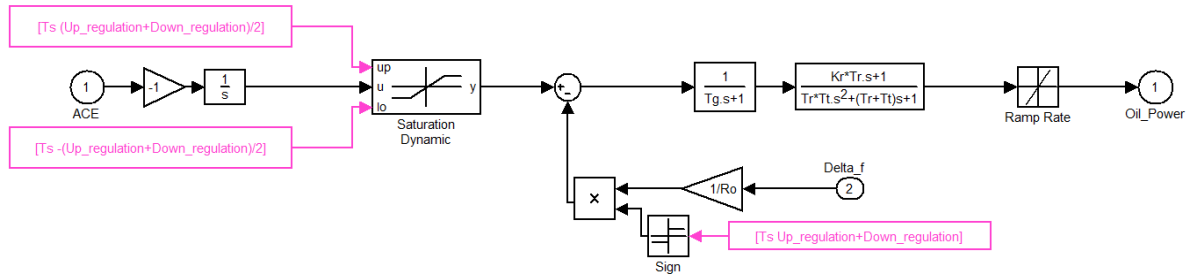 [Ts (Up_regulation+Down_regulation)/2]
1
ACE
-1
1
s
up
u
lo
y
Saturation
Dynamic
[Ts -(Up_regulation+Down_regulation)/2]
+
-
1
Tg.s+1
Kr*Tr.s+1
Tr*Tt.s2+(Tr+Tt)s+1
Ramp Rate
1
Oil_Power
Delta_f
2
1/Ro
×
Sign
[Ts Up_regulation+Down_regulation]